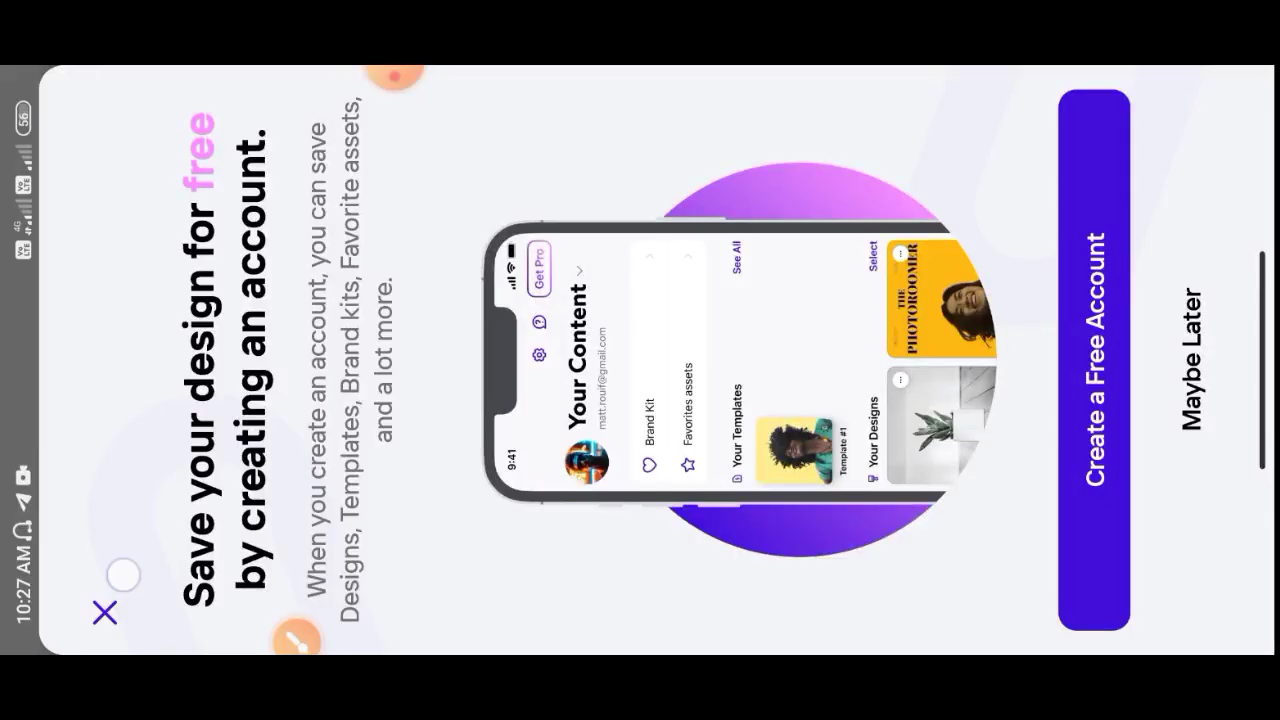 10:27 AM
4G
56
Save your design for free
by creating an account.
When you create an account, you can save
Designs, Templates, Brand kits, Favorite assets,
and a lot more.
9:41
Get Pro
Your Content
matt.rouif@gmail.com
Brand Kit
Favorites assets
Your Templates
See All
Template #1
Your Designs
Select
THE
PHOTOROOMER
Create a Free Account
Maybe Later